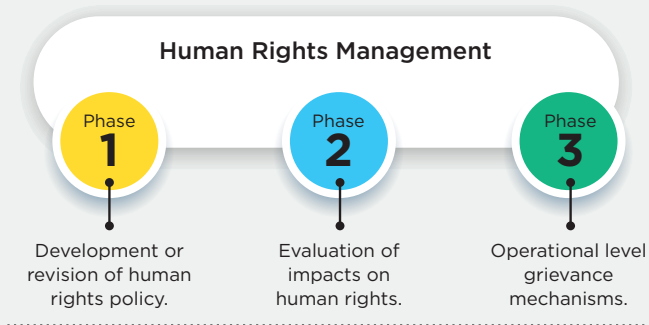 Human Rights Management
Phase
1
Phase
2
Phase
3
Development or
revision of human
rights policy.
Evaluation of
impacts on
human rights.
Operational level
grievance
mechanisms.